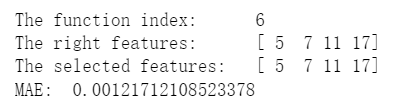 The function index:      6
The right features:      [ 5  7 11 17]
The selected features:   [ 5  7 11 17]
MAE:  0.00121712108523378